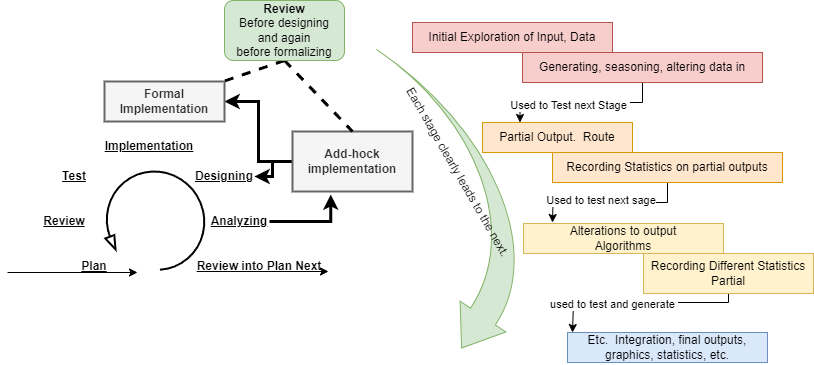 Review
Before designing
and again
before formalizing
Formal
Implementation
Add-hock
implementation
Implementation
Test
Designing
Review
Analyzing
Plan
Review into Plan Next
Each stage clearly leads to the next.
Initial Exploration of Input, Data
Generating, seasoning, altering data in
Used to Test next Stage
Partial Output.  Route
Recording Statistics on partial outputs
Used to test next sage
Alterations to output
Algorithms
Recording Different Statistics
Partial
used to test and generate
Etc.  Integration, final outputs,
graphics, statistics, etc.